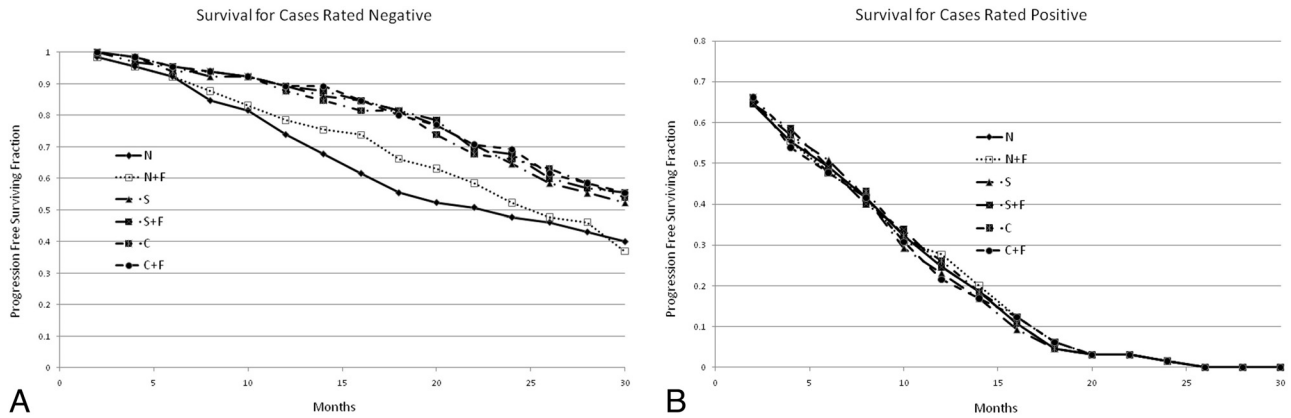 Survival for Cases Rated Negative
Progression Free Surviving Fraction
1
0.9
0.8
0.7
0.6
0.5
0.4
0.3
0.2
0.1
0
N
N+F
S
S+F
C
C+F
0 5 10 15 20 25 30
Months
A
Survival for Cases Rated Positive
Progression Free Surviving Fraction
0.8
0.7
0.6
0.5
0.4
0.3
0.2
0.1
0
N
N+F
S
S+F
C
C+F
0 5 10 15 20 25 30
Months
B